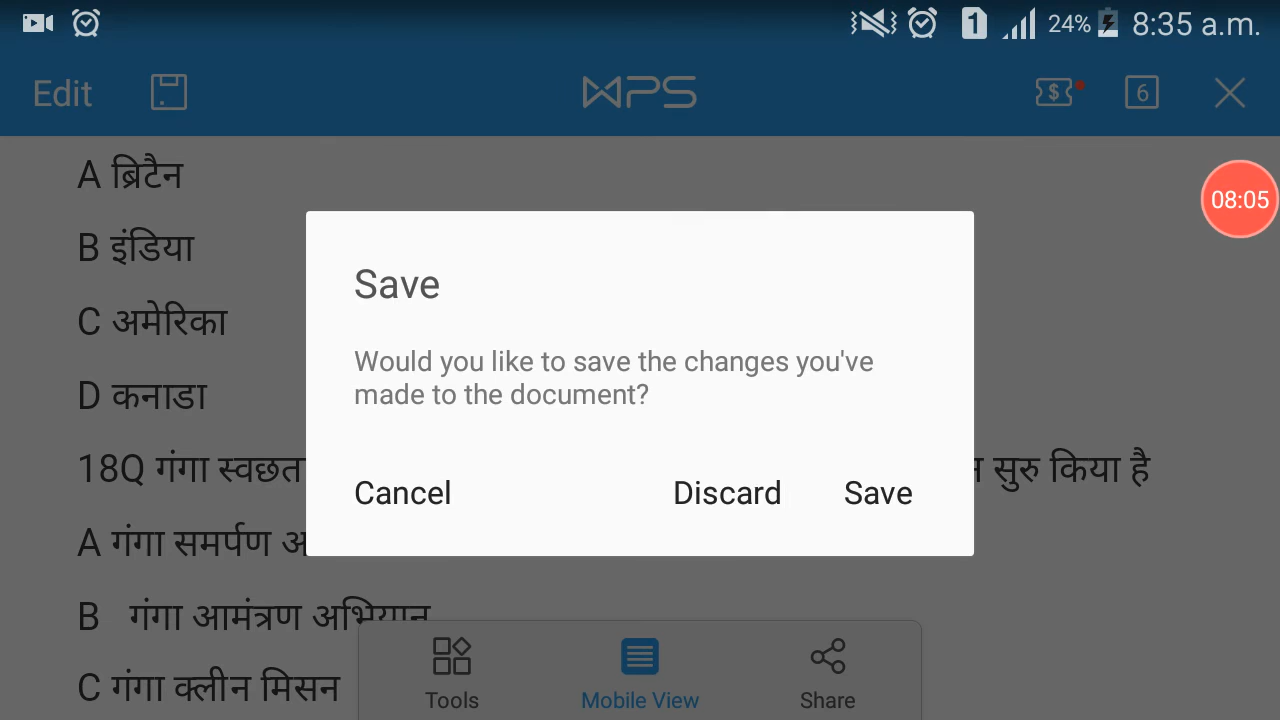 24% 8:35 a.m.
1
Edit WPS $ 6
08:05
A ब्रिटैन
B इंडिया
C अमेरिका
D कनाडा
18Q गंगा सुरु किया है
A गंगा समर्पण
B गंगा आमंत्रण अभियान
C गंगा क्लीन मिसन
Save
Would you like to save the changes you've
made to the document?
Cancel Discard Save
Tools Mobile View Share